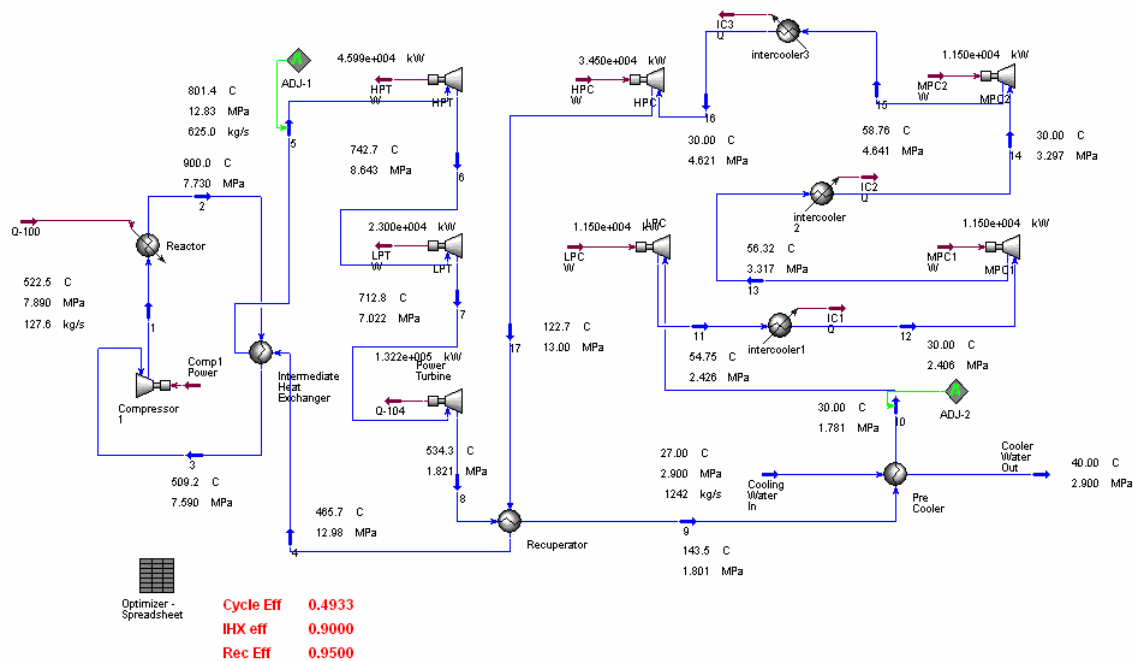 IC3
Q
intercooler3
4.599e+004 kW
3.450e+004 kW
1.150e+004 kW
ADJ-1
HPT
W
HPT
HPC
W
HPC
MPC2
W
MPC2
801.4 C
12.83 MPa
625.0 kg/s
5
15
16
30.00 C
4.621 MPa
58.76 C
4.641 MPa
14
30.00 C
3.297 MPa
742.7 C
8.643 MPa
6
900.0 C
7.730 MPa
2
IC2
Q
intercooler
2
Q-100
Reactor
2.300e+004 kW
LPT
W
LPT
1.150e+004 kW
LPC
LPC
W
1.150e+004 kW
MPC1
W
MPC1
56.32 C
3.317 MPa
13
522.5 C
7.890 MPa
127.6 kg/s
1
712.8 C
7.022 MPa
7
IC1
Q
11
intercooler1
12
17
122.7 C
13.00 MPa
54.75 C
2.426 MPa
30.00 C
2.406 MPa
Comp1
Power
Compressor
1
Intermediate
Heat
Exchanger
1.322e+005 kW
Power
Turbine
Q-104
30.00 C
1.781 MPa
10
ADJ-2
3
509.2 C
7.590 MPa
534.3 C
1.821 MPa
8
27.00 C
2.900 MPa
1242 kg/s
Cooling
Water
In
Cooler
Water
Out
40.00 C
2.900 MPa
Pre
Cooler
465.7 C
12.98 MPa
4
Recuperator
9
143.5 C
1.801 MPa
Optimizer -
Spreadsheet
Cycle Eff 0.4933
IHX eff 0.9000
Rec Eff 0.9500